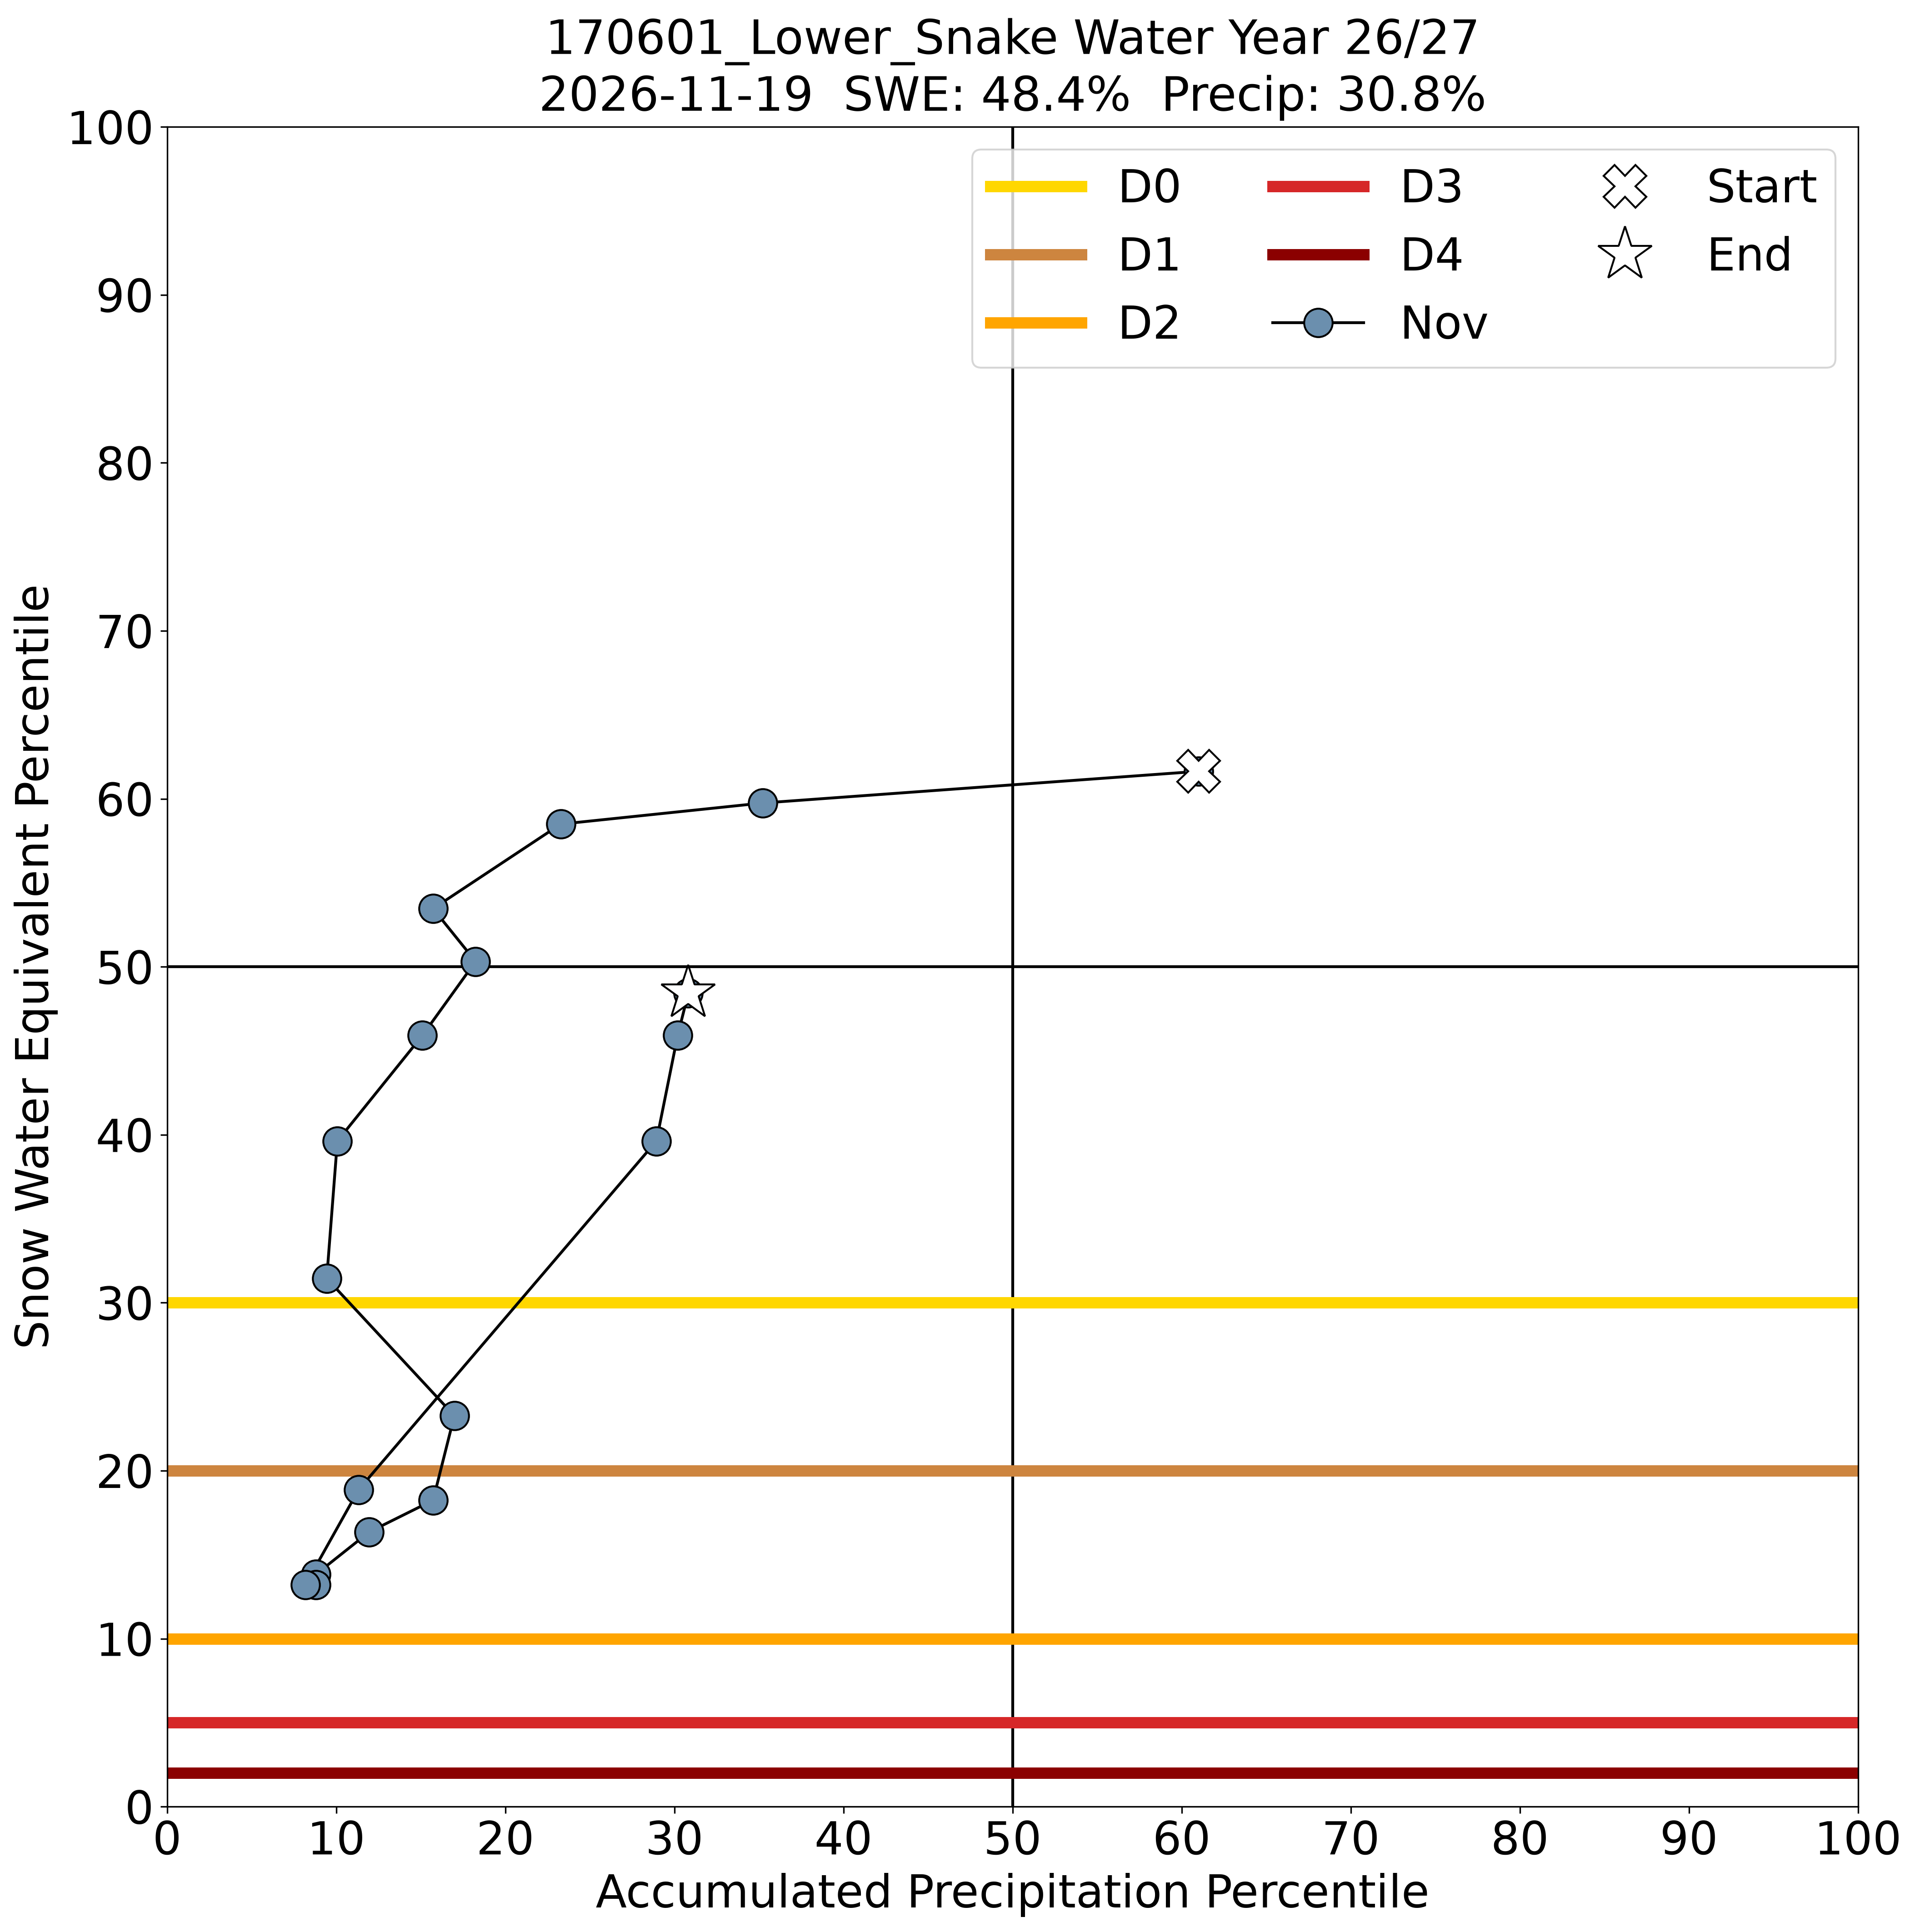 170601_Lower_Snake Water Year 26/27
2026-11-19  SWE: 48.4%  Precip: 30.8%
D0
D1
D2
D3
D4
Nov
Start
End
Snow Water Equivalent Percentile
100
90
80
70
60
50
40
30
20
10
0
0 10 20 30 40 50 60 70 80 90 100
Accumulated Precipitation Percentile